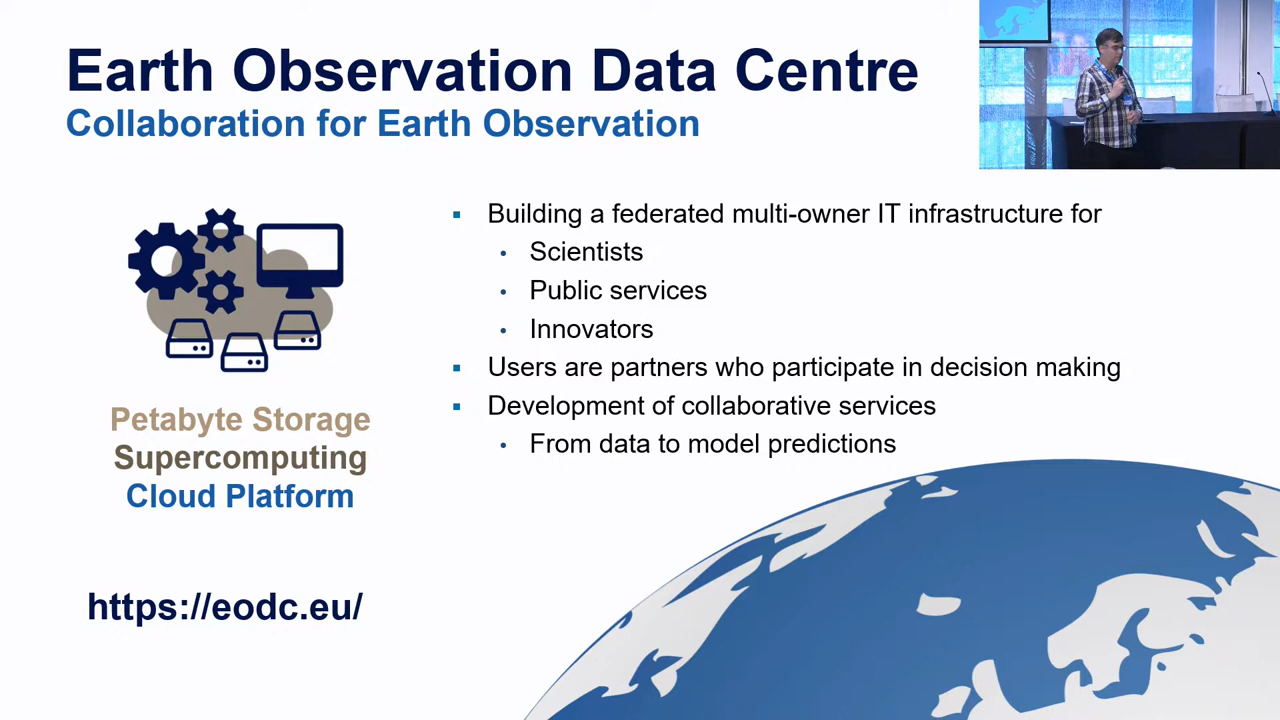 Earth Observation Data Centre
Collaboration for Earth Observation
Building a federated multi-owner IT infrastructure for
Scientists
Public services
Innovators
Users are partners who participate in decision making
Development of collaborative services
From data to model predictions
Petabyte Storage
Supercomputing
Cloud Platform
https://eodc.eu/